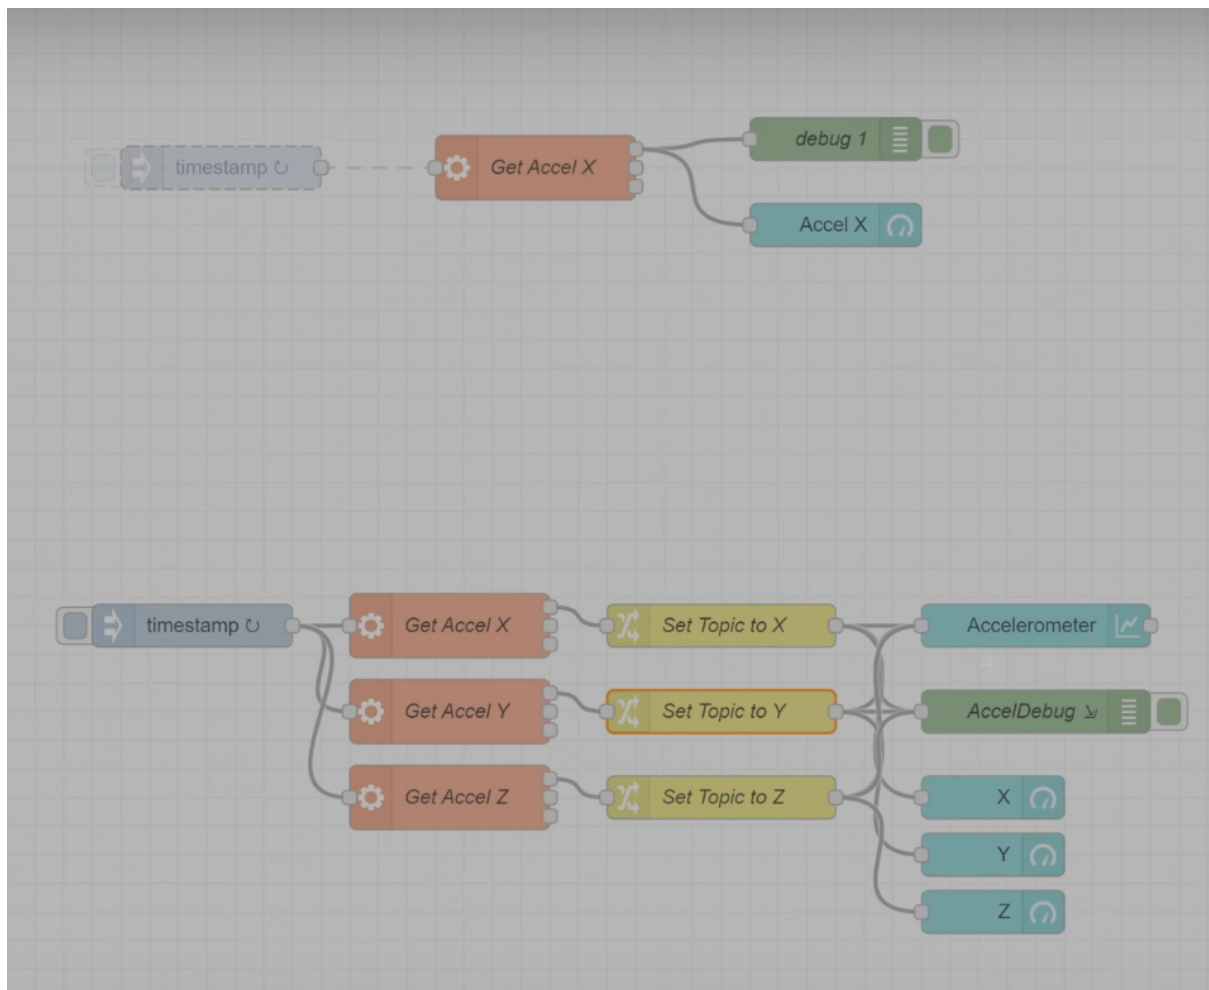 debug 1
timestamp ↻
Get Accel X
Accel X
timestamp ↻
Get Accel X
Set Topic to X
Accelerometer
Get Accel Y
Set Topic to Y
AccelDebug ⇲
Get Accel Z
Set Topic to Z
X
Y
Z